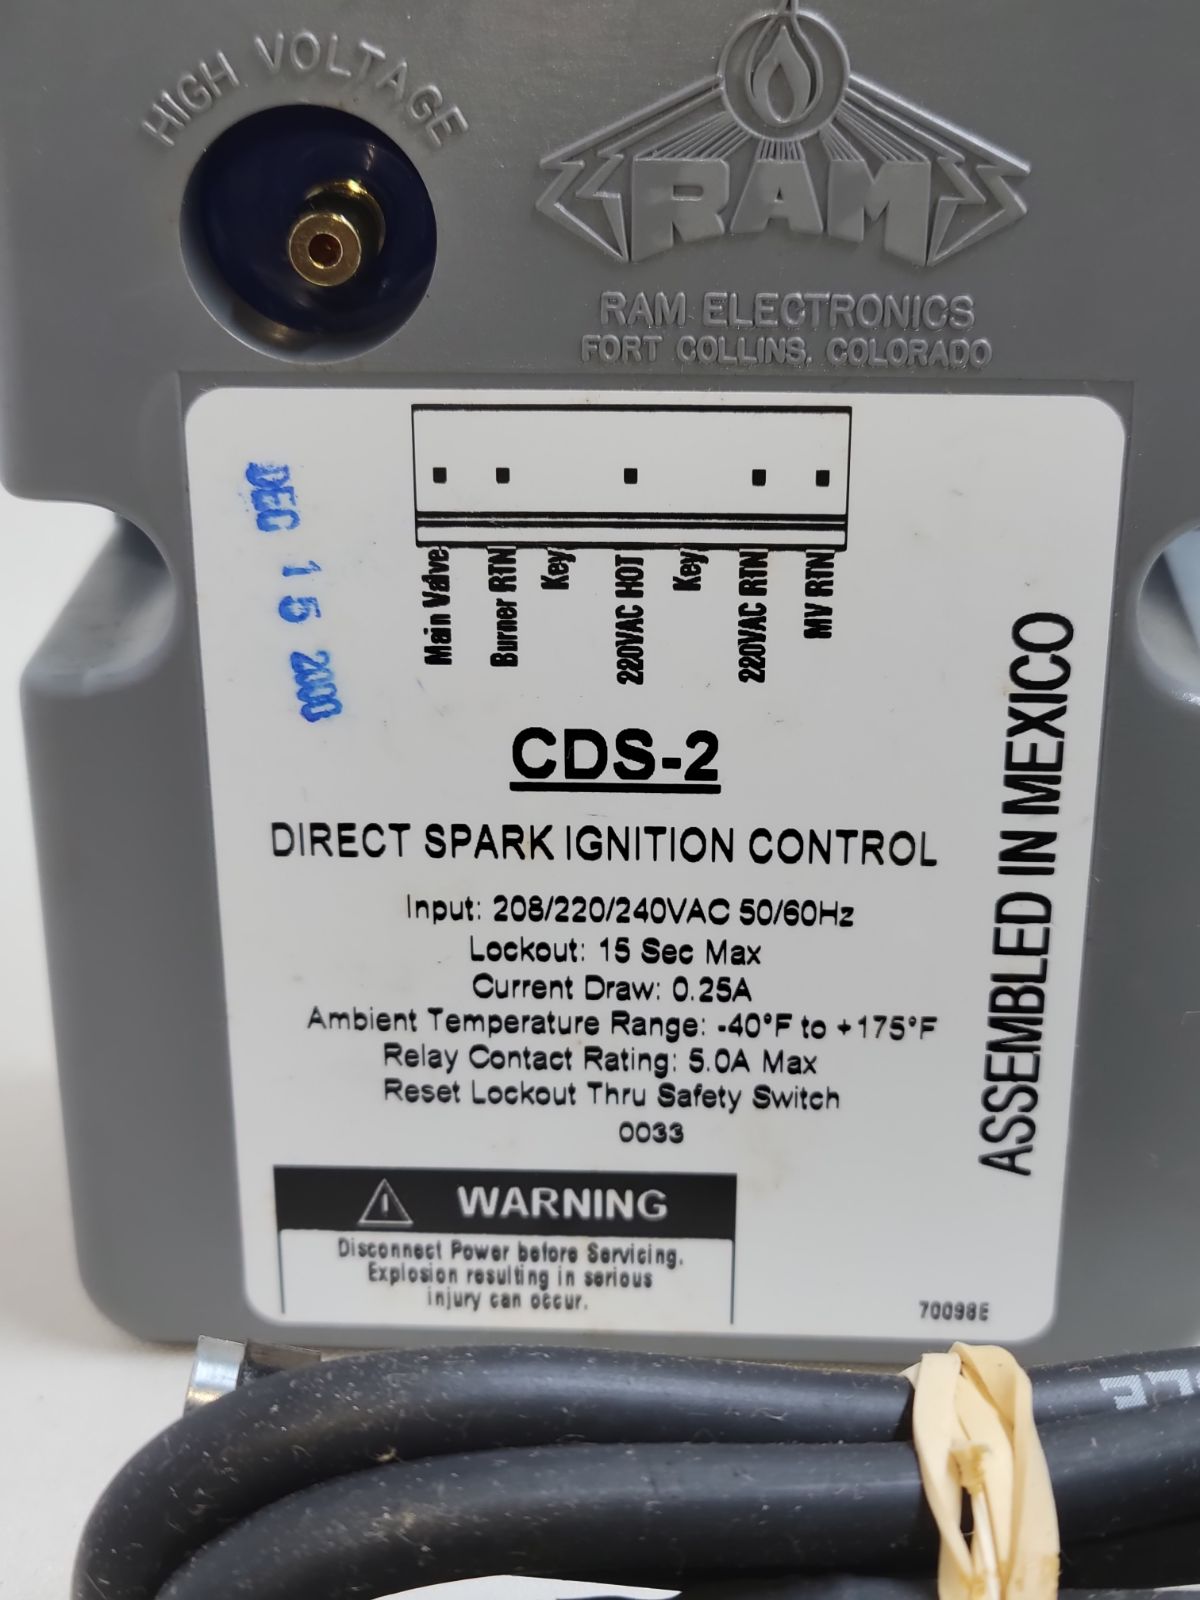 HIGH VOLTAGE
RAM
RAM ELECTRONICS
FORT COLLINS, COLORADO
DEC 15 2000
Main Valve
Burner RTN
Key
220VAC HOT
Key
220VAC RTN
MV RTN
CDS-2
DIRECT SPARK IGNITION CONTROL
Input: 208/220/240VAC 50/60Hz
Lockout: 15 Sec Max
Current Draw: 0.25A
Ambient Temperature Range: -40°F to +175°F
Relay Contact Rating: 5.0A Max
Reset Lockout Thru Safety Switch
0033
ASSEMBLED IN MEXICO
WARNING
Disconnect Power before Servicing.
Explosion resulting in serious
injury can occur.
70098E